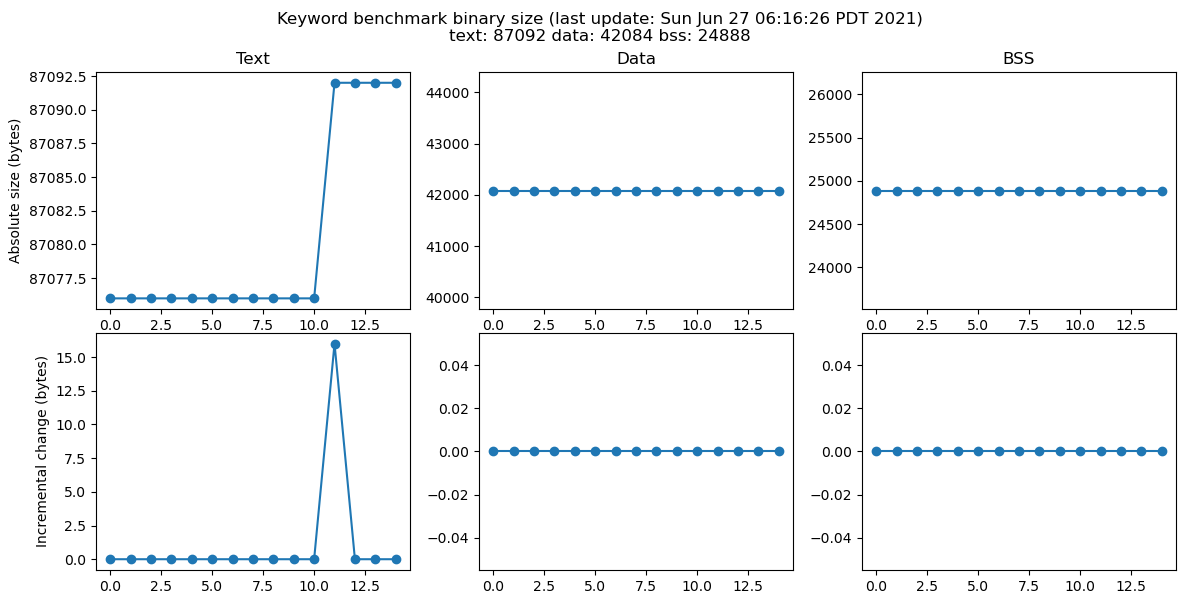 Keyword benchmark binary size (last update: Sun Jun 27 06:16:26 PDT 2021)
text: 87092 data: 42084 bss: 24888
Text
Data
BSS
Absolute size (bytes)
87092.5
87090.0
87087.5
87085.0
87082.5
87080.0
87077.5
0.0 2.5 5.0 7.5 10.0 12.5
44000
43000
42000
41000
40000
0.0 2.5 5.0 7.5 10.0 12.5
26000
25500
25000
24500
24000
0.0 2.5 5.0 7.5 10.0 12.5
Incremental change (bytes)
15.0
12.5
10.0
7.5
5.0
2.5
0.0
0.0 2.5 5.0 7.5 10.0 12.5
0.04
0.02
0.00
−0.02
−0.04
0.0 2.5 5.0 7.5 10.0 12.5
0.04
0.02
0.00
−0.02
−0.04
0.0 2.5 5.0 7.5 10.0 12.5